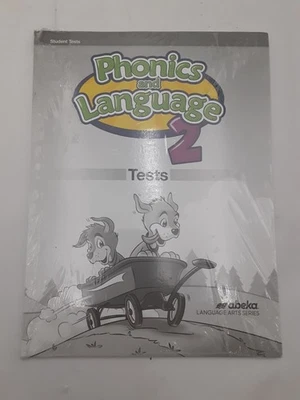 Student Tests
Phonics
and
Language
2
Tests
abeka
LANGUAGE ARTS SERIES